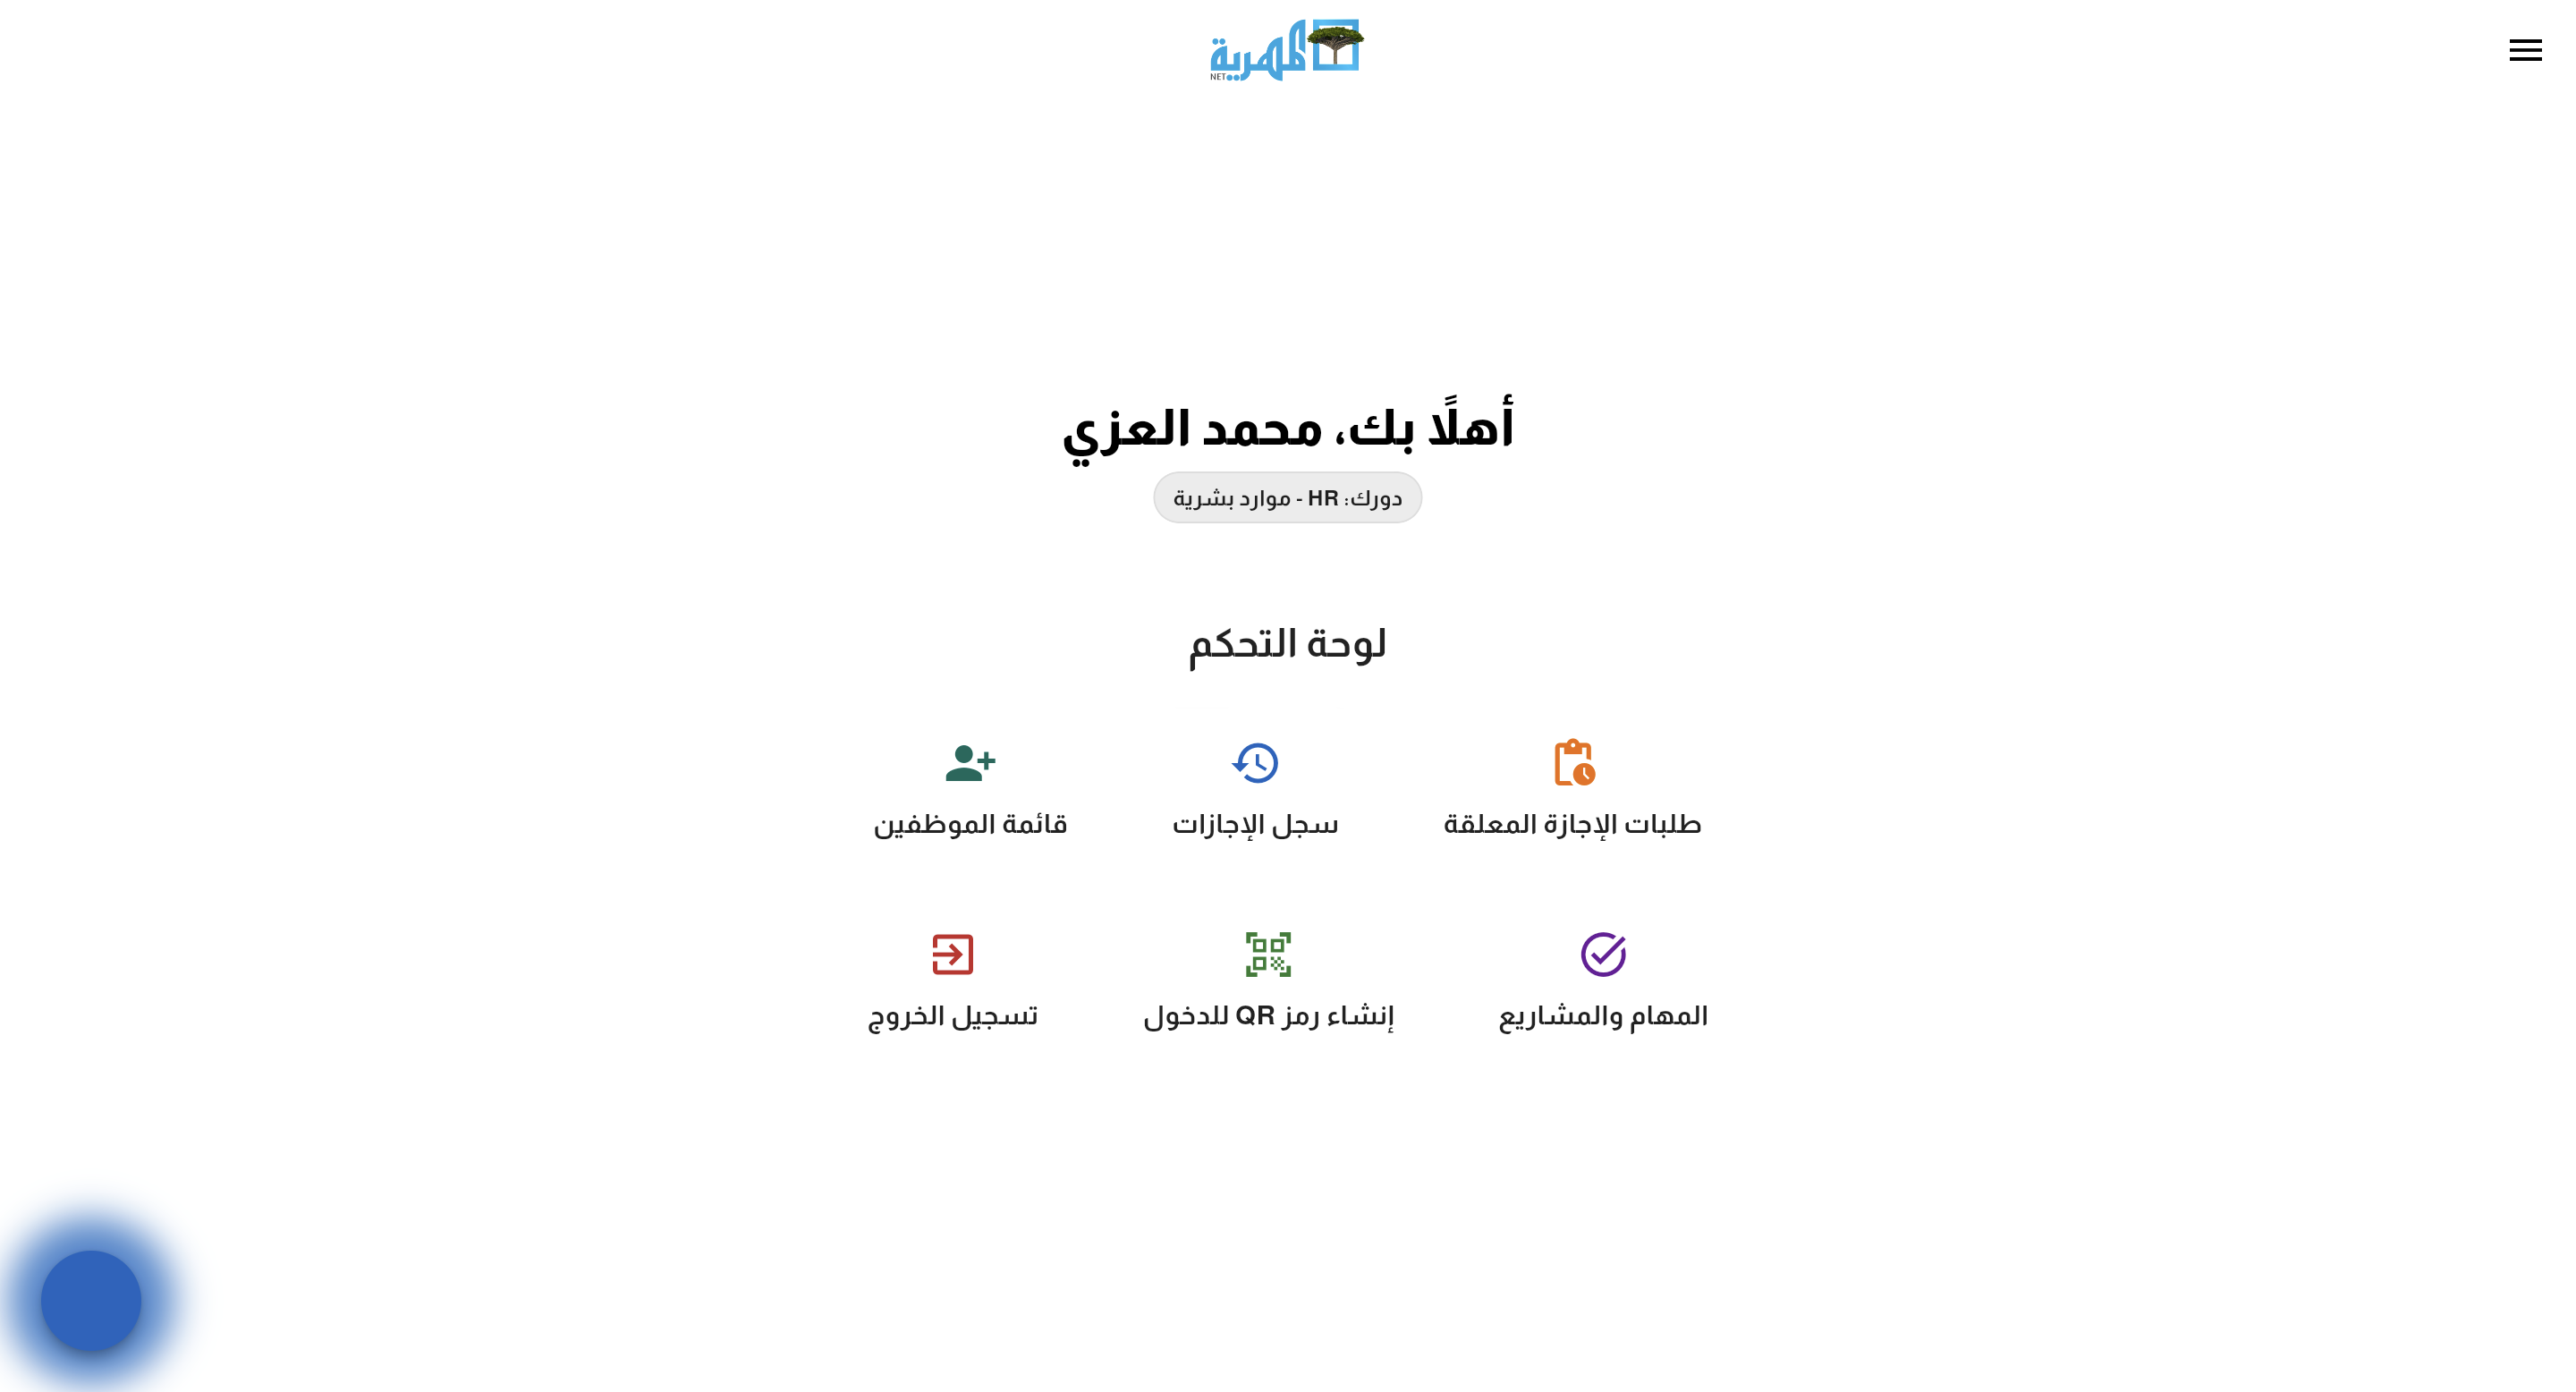 المهرية
NET
أهلًا بك، محمد العزي
دورك: HR - موارد بشرية
لوحة التحكم
طلبات الإجازة المعلقة
سجل الإجازات
قائمة الموظفين
المهام والمشاريع
إنشاء رمز QR للدخول
تسجيل الخروج